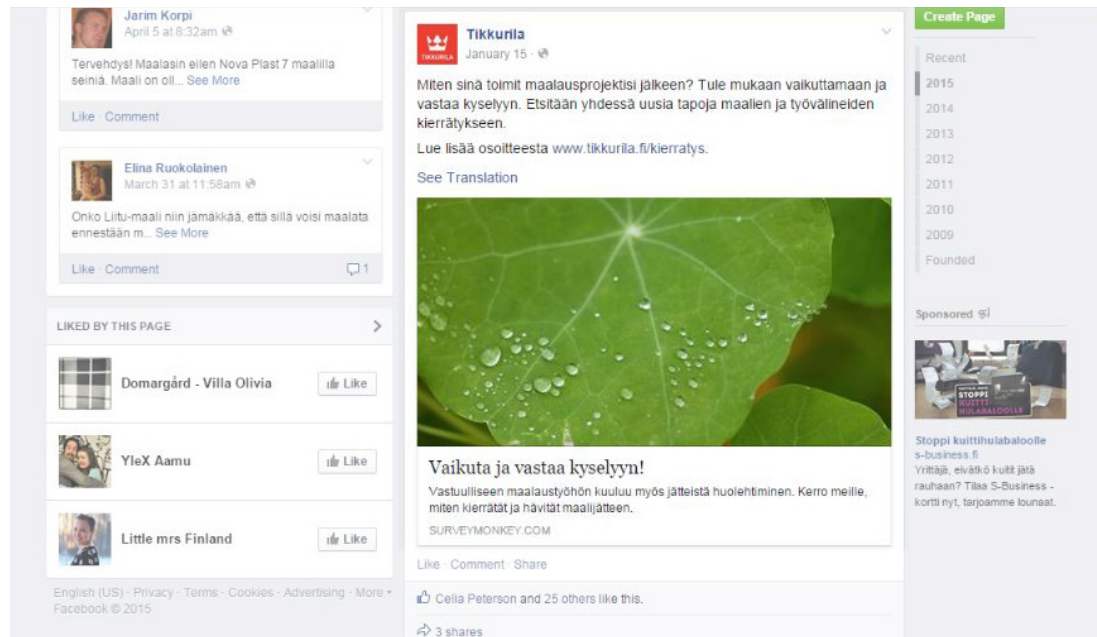 Jarim Korpi
April 5 at 8:32am
Tervehdys! Maalasin eilen Nova Plast 7 maalilla
seiniä. Maali on oll... See More
Like · Comment
Elina Ruokolainen
March 31 at 11:58am
Onko Liitu-maali niin jämäkkää, että sillä voisi maalata
ennestään m... See More
Like · Comment
1
LIKED BY THIS PAGE
Domargård - Villa Olivia
Like
YleX Aamu
Like
Little mrs Finland
Like
English (US) · Privacy · Terms · Cookies · Advertising · More
Facebook © 2015
TIKKURILA
Tikkurila
January 15 ·
Miten sinä toimit maalausprojektisi jälkeen? Tule mukaan vaikuttamaan ja
vastaa kyselyyn. Etsitään yhdessä uusia tapoja maalien ja työvälineiden
kierrätykseen.
Lue lisää osoitteesta www.tikkurila.fi/kierratys.
See Translation
Vaikuta ja vastaa kyselyyn!
Vastuulliseen maalaustyöhön kuuluu myös jätteistä huolehtiminen. Kerro meille,
miten kierrätät ja hävität maalijätteen.
SURVEYMONKEY.COM
Like · Comment · Share
Celia Peterson and 25 others like this.
3 shares
Create Page
Recent
2015
2014
2013
2012
2011
2010
2009
Founded
Sponsored
STOPPI
KUITTI-
HULABALOOLLE
Stoppi kuittihulabaloolle
s-business.fi
Yrittäjä, eivätkö kuitit jätä
rauhaan? Tilaa S-Business -
kortti nyt, tarjoamme lounaat.